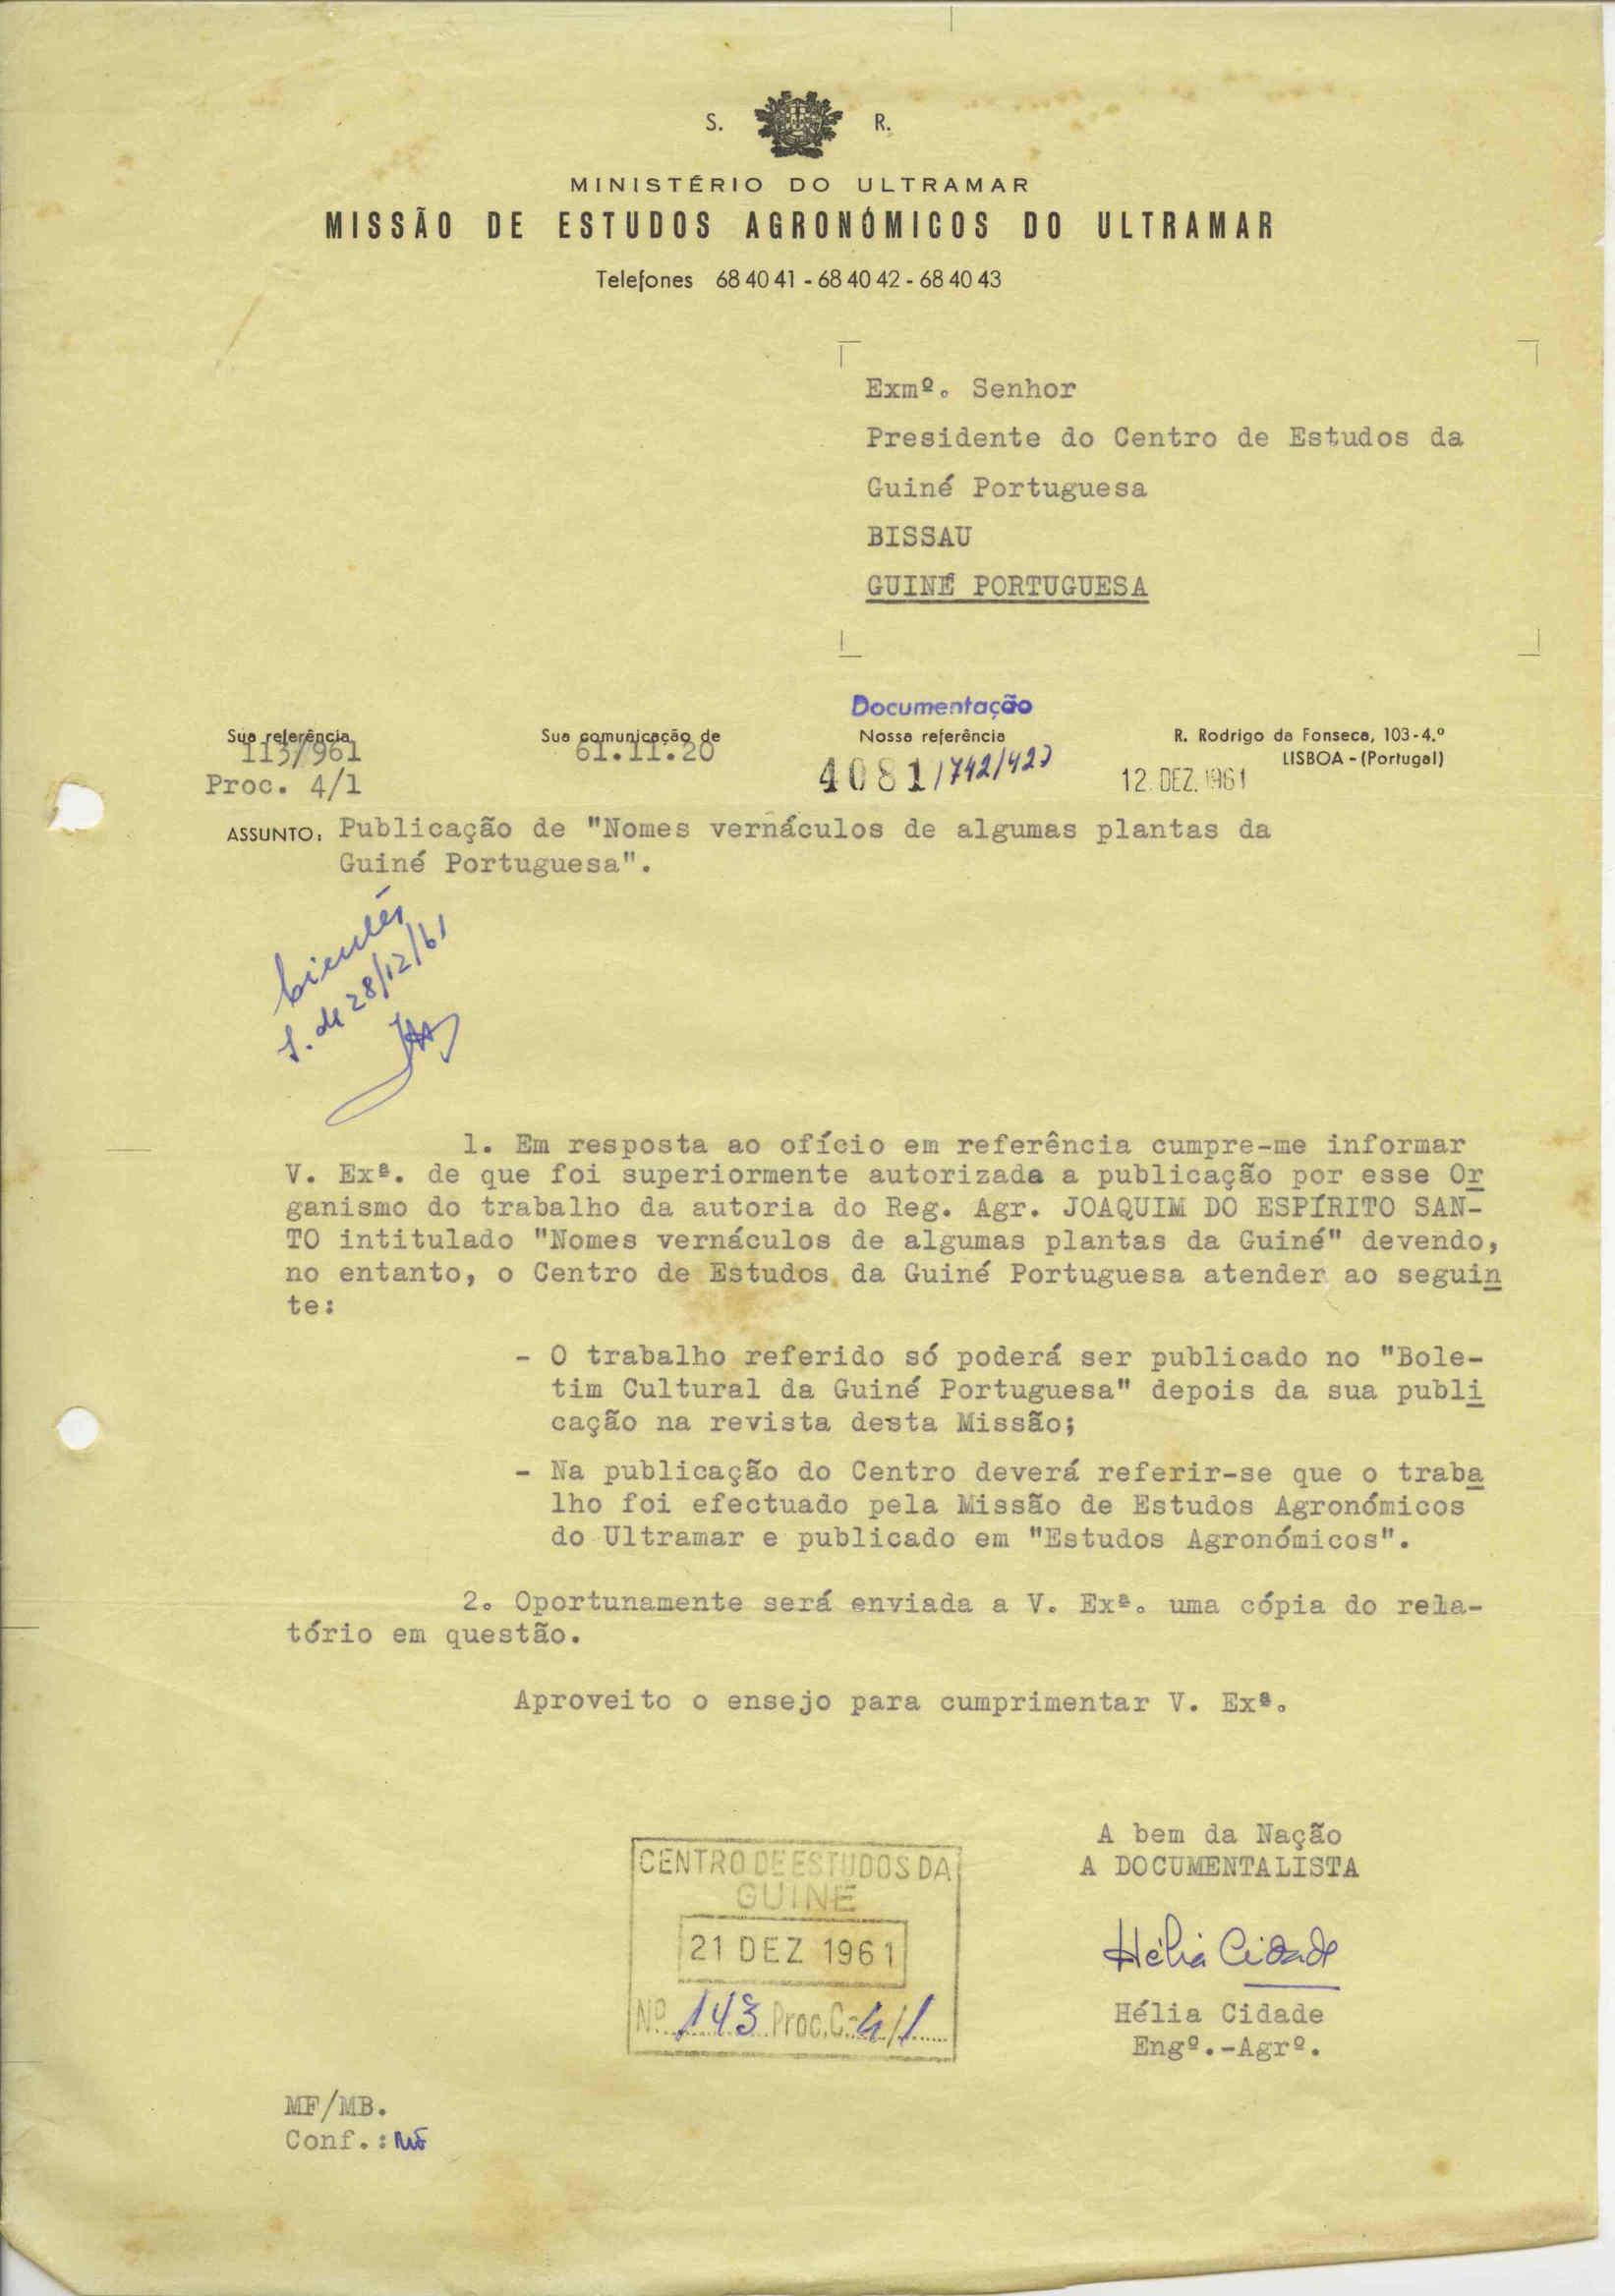 S. R.
MINISTÉRIO DO ULTRAMAR
MISSÃO DE ESTUDOS AGRONÓMICOS DO ULTRAMAR
Telefones 68 40 41 - 68 40 42 - 68 40 43
Exmº. Senhor
Presidente do Centro de Estudos da
Guiné Portuguesa
BISSAU
GUINÉ PORTUGUESA
Documentação
Sua referência Sua comunicação de Nossa referência R. Rodrigo da Fonseca, 103-4.º
LISBOA - (Portugal)
113/961 61.11.20 4081/742/423 12. DEZ. 1961
Proc. 4/1
ASSUNTO: Publicação de "Nomes vernáculos de algumas plantas da
Guiné Portuguesa".
S. de 28/12/61
1. Em resposta ao ofício em referência cumpre-me informar
V. Exª. de que foi superiormente autorizada a publicação por esse Or
ganismo do trabalho da autoria do Reg. Agr. JOAQUIM DO ESPÍRITO SAN-
TO intitulado "Nomes vernáculos de algumas plantas da Guiné" devendo,
no entanto, o Centro de Estudos da Guiné Portuguesa atender ao seguin
te:
- O trabalho referido só poderá ser publicado no "Bole-
tim Cultural da Guiné Portuguesa" depois da sua publi
cação na revista desta Missão;
- Na publicação do Centro deverá referir-se que o traba
lho foi efectuado pela Missão de Estudos Agronómicos
do Ultramar e publicado em "Estudos Agronómicos".
2. Oportunamente será enviada a V. Exª. uma cópia do rela-
tório em questão.
Aproveito o ensejo para cumprimentar V. Exª.
A bem da Nação
A DOCUMENTALISTA
Hélia Cidade
Hélia Cidade
Engº.-Agrº.
CENTRO DE ESTUDOS DA
GUINÉ
21 DEZ 1961
Nº 143 Proc. C-4/1
MF/MB.
Conf.: